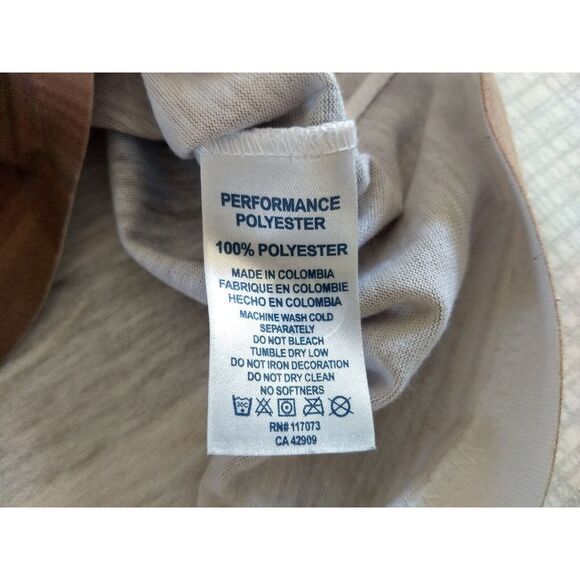 PERFORMANCE
POLYESTER
100% POLYESTER
MADE IN COLOMBIA
FABRIQUE EN COLOMBIE
HECHO EN COLOMBIA
MACHINE WASH COLD
SEPARATELY
DO NOT BLEACH
TUMBLE DRY LOW
DO NOT IRON DECORATION
DO NOT DRY CLEAN
NO SOFTNERS
30C
RN# 117073
CA 42909